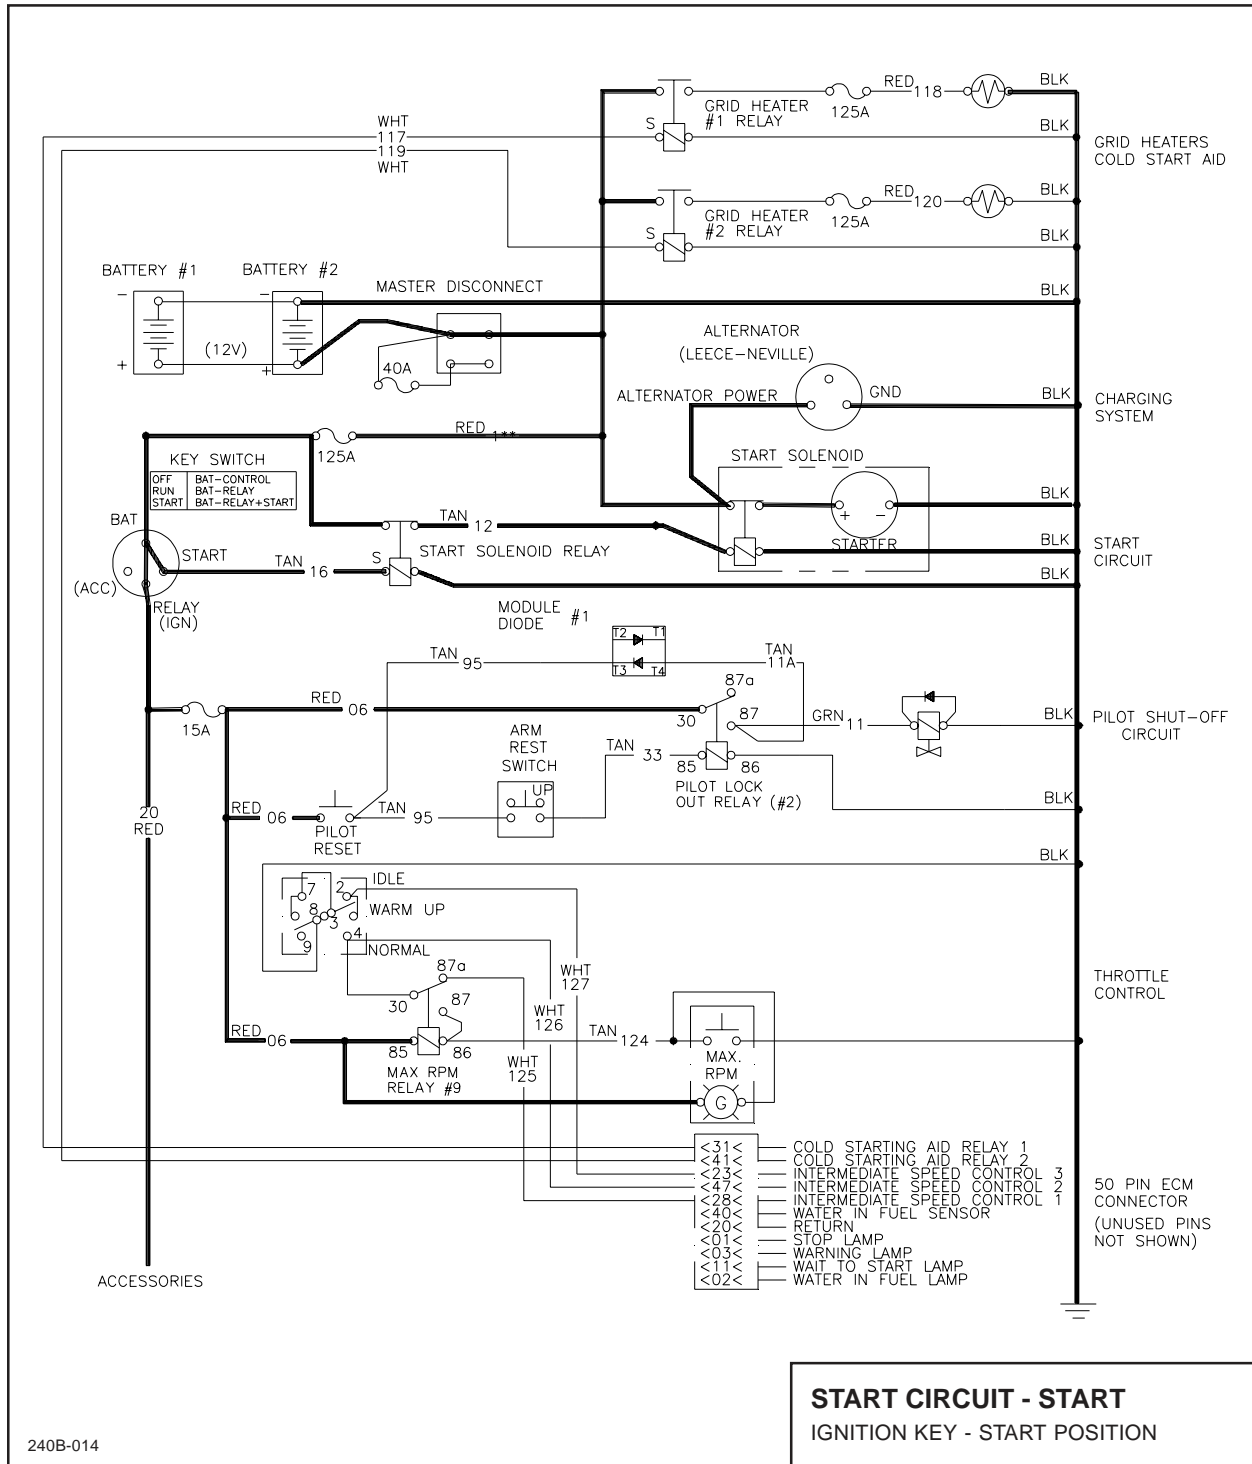 RED 118
BLK
GRID HEATER
#1 RELAY
125A
WHT
117
119
WHT
S
BLK
GRID HEATERS
COLD START AID
RED 120
BLK
GRID HEATER
#2 RELAY
125A
S
BLK
BATTERY #1
BATTERY #2
MASTER DISCONNECT
BLK
−
−
+
(12V)
+
40A
ALTERNATOR
(LEECE-NEVILLE)
ALTERNATOR POWER
GND
BLK
CHARGING
SYSTEM
RED 1**
125A
KEY SWITCH
OFF BAT-CONTROL
RUN BAT-RELAY
START BAT-RELAY+START
START SOLENOID
BLK
+ −
STARTER
BAT
START
TAN 12
START SOLENOID RELAY
BLK
START
CIRCUIT
TAN 16
S
BLK
(ACC)
RELAY
(IGN)
MODULE #1
DIODE
T2 T1
T3 T4
TAN 95
TAN
11A
87a
RED 06
30
87
GRN 11
BLK
PILOT SHUT-OFF
CIRCUIT
15A
ARM
REST
SWITCH
UP
TAN 33
85 86
PILOT LOCK
OUT RELAY (#2)
BLK
20
RED
RED 06
PILOT
RESET
TAN 95
BLK
IDLE
7 2
8 3
WARM UP
9 4
NORMAL
87a
30
87
WHT
127
WHT
126
THROTTLE
CONTROL
RED 06
85 86
MAX RPM
RELAY #9
WHT
125
TAN 124
MAX.
RPM
G
<31< COLD STARTING AID RELAY 1
<41< COLD STARTING AID RELAY 2
<23< INTERMEDIATE SPEED CONTROL 3
<47< INTERMEDIATE SPEED CONTROL 2
<28< INTERMEDIATE SPEED CONTROL 1
<40< WATER IN FUEL SENSOR
<20< RETURN
<01< STOP LAMP
<03< WARNING LAMP
<11< WAIT TO START LAMP
<02< WATER IN FUEL LAMP
50 PIN ECM
CONNECTOR
(UNUSED PINS
NOT SHOWN)
ACCESSORIES
START CIRCUIT - START
IGNITION KEY - START POSITION
240B-014